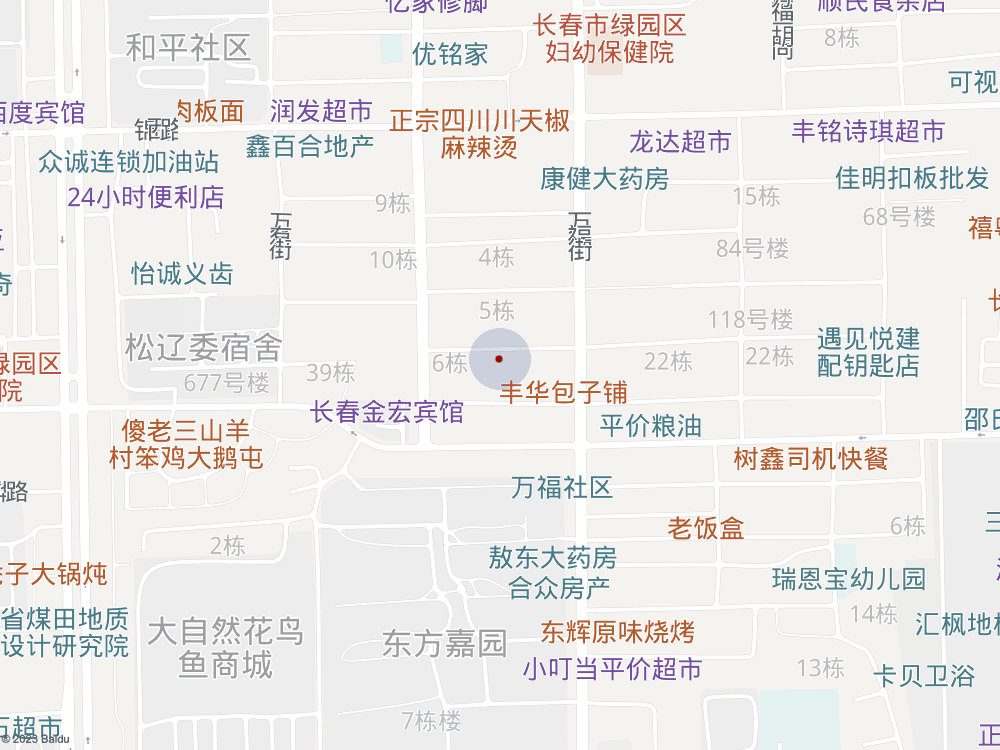 亿家修脚
顺民食杂店
长春市绿园区
妇幼保健院
8栋
和平社区
优铭家
可视
百度宾馆
肉板面
润发超市
正宗四川川天椒
麻辣烫
丰铭诗琪超市
龙达超市
鑫百合地产
众诚连锁加油站
24小时便利店
康健大药房
佳明扣板批发
15栋
9栋
68号楼
万福街
84号楼
4栋
10栋
怡诚义齿
奇
5栋
118号楼
遇见悦建
配钥匙店
松辽委宿舍
绿园区
院
677号楼
39栋
6栋
22栋
22栋
丰华包子铺
长春金宏宾馆
平价粮油
傻老三山羊
村笨鸡大鹅屯
树鑫司机快餐
路
万福社区
老饭盒
6栋
2栋
敖东大药房
合众房产
子大锅炖
瑞恩宝幼儿园
省煤田地质
设计研究院
14栋
大自然花鸟
鱼商城
东方嘉园
东辉原味烧烤
小叮当平价超市
13栋
卡贝卫浴
7栋楼
超市
© 2023 Baidu